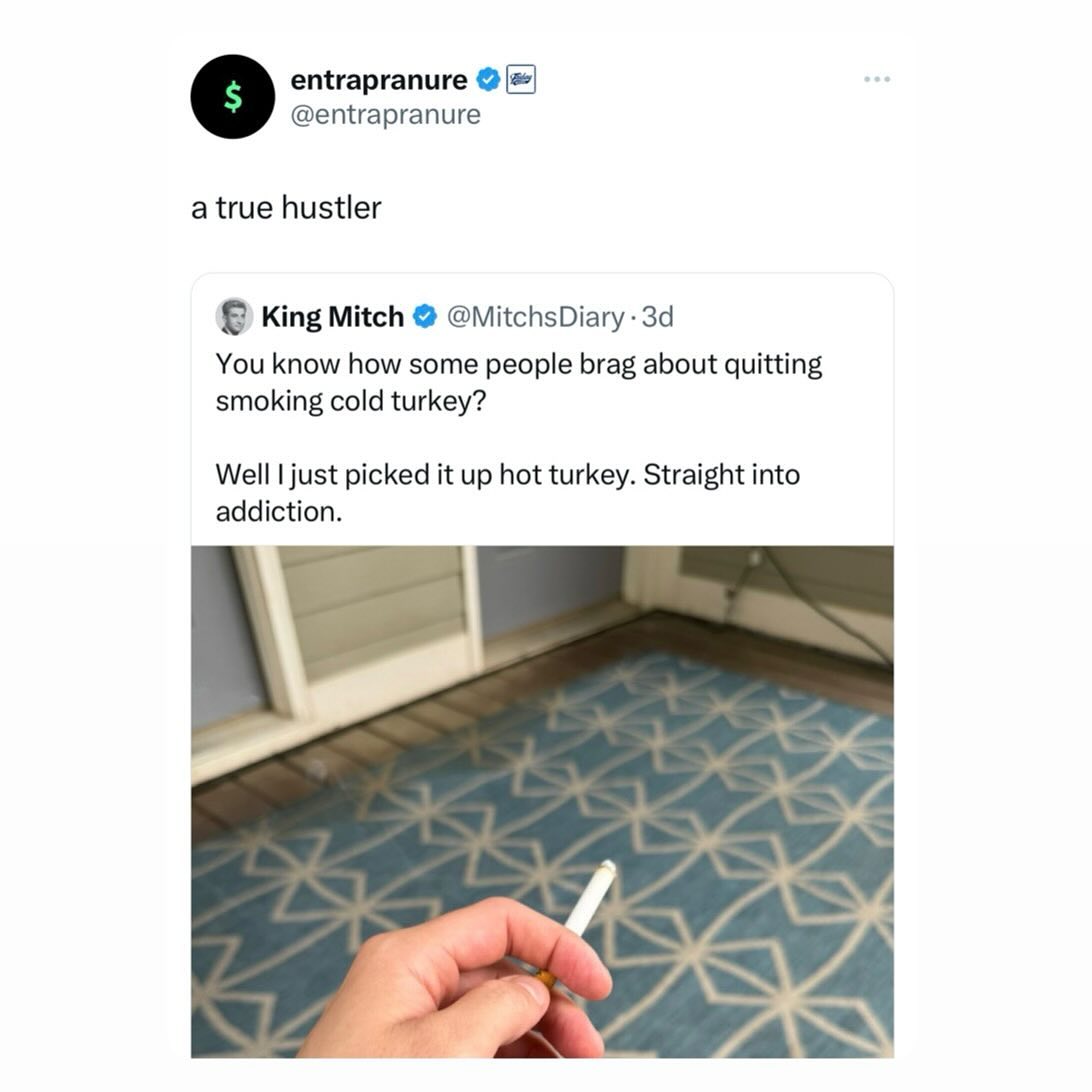 $
entrapranure
@entrapranure
a true hustler
King Mitch @MitchsDiary · 3d
You know how some people brag about quitting
smoking cold turkey?
Well I just picked it up hot turkey. Straight into
addiction.